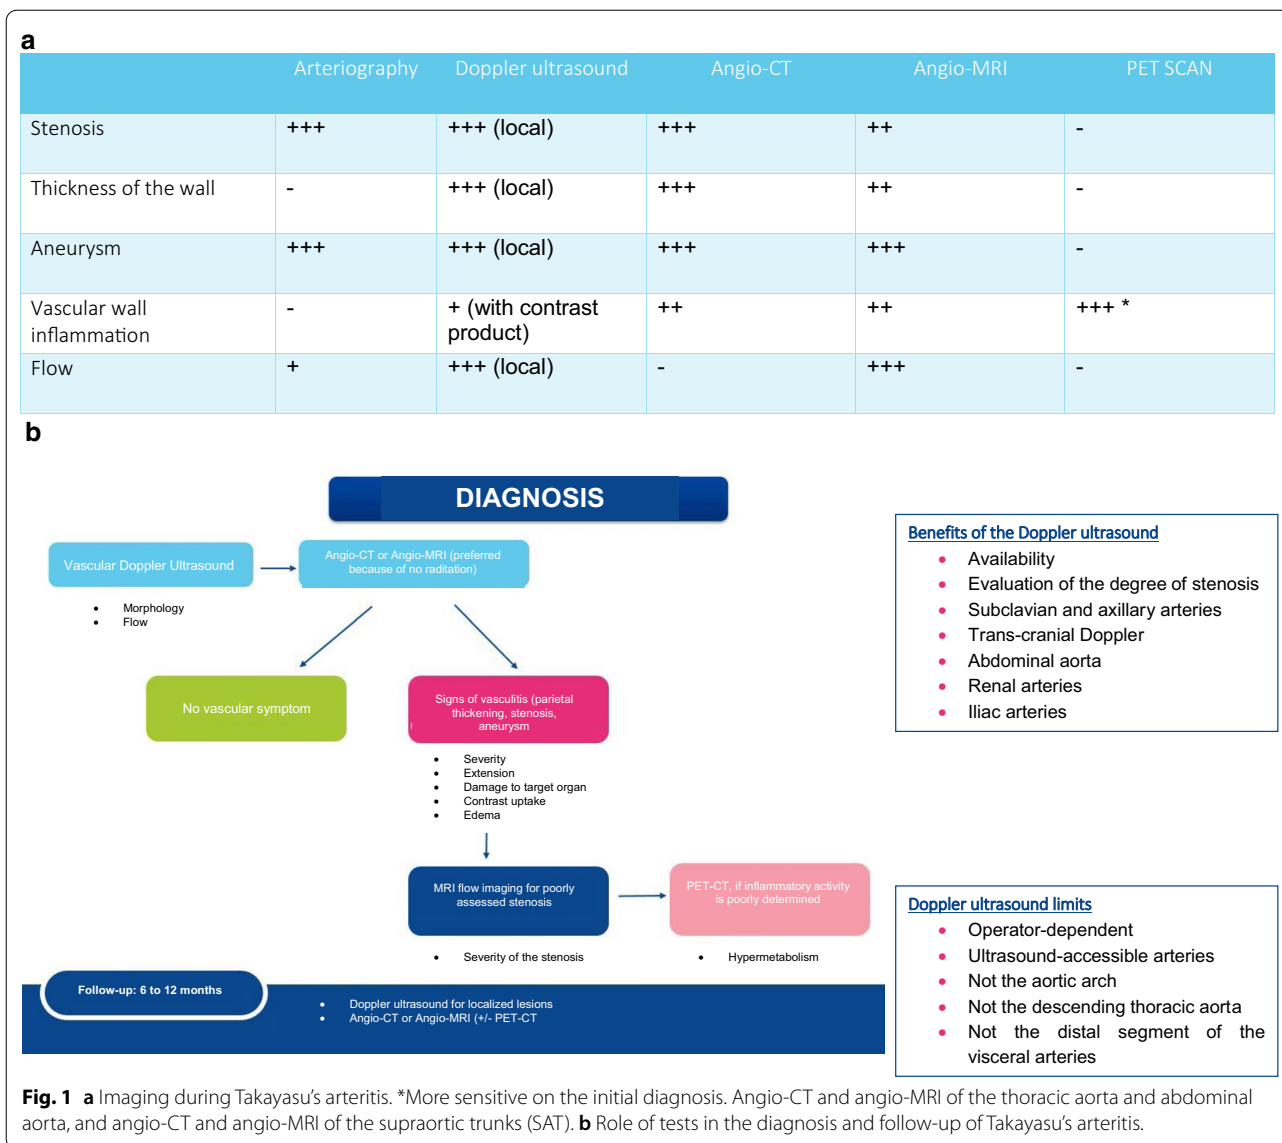 a
Arteriography Doppler ultrasound Angio-CT Angio-MRI PET SCAN
Stenosis +++ +++ (local) +++ ++ -
Thickness of the wall - +++ (local) +++ ++ -
Aneurysm +++ +++ (local) +++ +++ -
Vascular wall - + (with contrast ++ ++ +++ *
inflammation product)
Flow + +++ (local) - +++ -
b
DIAGNOSIS
Vascular Doppler Ultrasound
Angio-CT or Angio-MRI (preferred
because of no raditation)
• Morphology
• Flow
No vascular symptom
Signs of vasculitis (parietal
thickening, stenosis,
aneurysm
• Severity
• Extension
• Damage to target organ
• Contrast uptake
• Edema
MRI flow imaging for poorly
assessed stenosis
PET-CT, if inflammatory activity
is poorly determined
• Severity of the stenosis
• Hypermetabolism
Follow-up: 6 to 12 months
• Doppler ultrasound for localized lesions
• Angio-CT or Angio-MRI (+/- PET-CT
Benefits of the Doppler ultrasound
• Availability
• Evaluation of the degree of stenosis
• Subclavian and axillary arteries
• Trans-cranial Doppler
• Abdominal aorta
• Renal arteries
• Iliac arteries
Doppler ultrasound limits
• Operator-dependent
• Ultrasound-accessible arteries
• Not the aortic arch
• Not the descending thoracic aorta
• Not the distal segment of the
visceral arteries
Fig. 1 a Imaging during Takayasu's arteritis. *More sensitive on the initial diagnosis. Angio-CT and angio-MRI of the thoracic aorta and abdominal
aorta, and angio-CT and angio-MRI of the supraortic trunks (SAT). b Role of tests in the diagnosis and follow-up of Takayasu's arteritis.